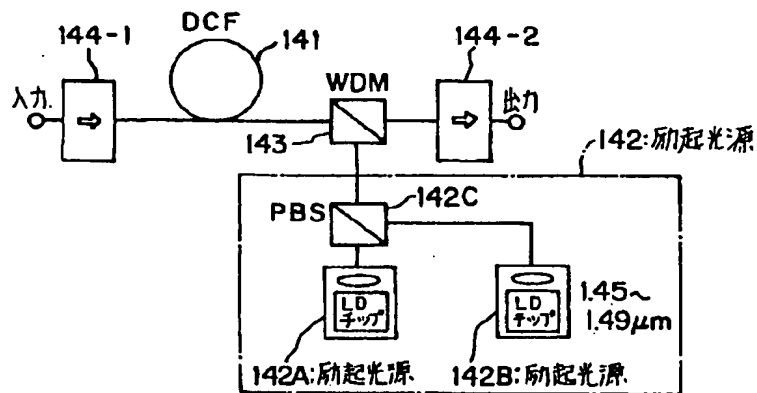 DCF
144-1
141
144-2
WDM
入力
出力
143
142:励起光源
142C
PBS
LD
チップ
LD
チップ
1.45~
1.49μm
142A:励起光源
142B:励起光源